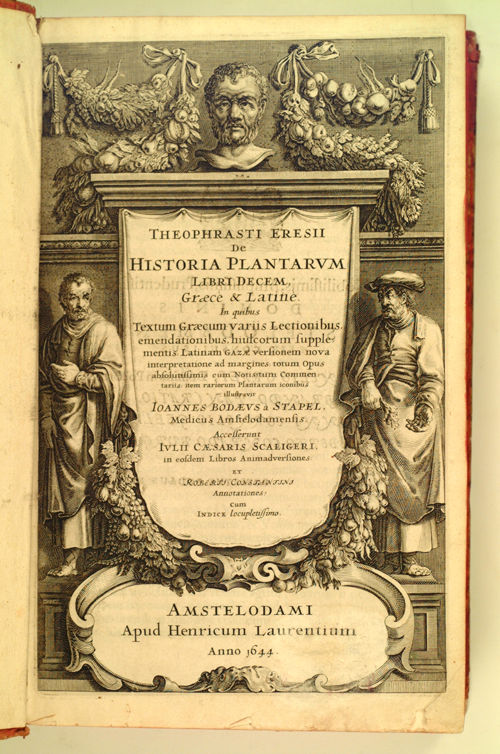 THEOPHRASTI ERESII
De
HISTORIA PLANTARVM
LIBRI DECEM,
Græce & Latine.
In quibus
Textum Græcum variis Lectionibus,
emendationibus, hiulcorum supple-
mentis: Latinam GAZÆ versionem nova
interpretatione ad margines: totum Opus
absolutissimis cum Notis, tum Commen-
tariis: item rariorum Plantarum iconibus
illustravit
IOANNES BODÆVS à STAPEL,
Medicus Amstelodamensis.
Accesserunt
IVLII CÆSARIS SCALIGERI,
in eosdem Libros Animadversiones:
ET
ROBERTI CONSTANTINI
Annotationes,
cum
INDICE locupletissimo.
AMSTELODAMI
Apud Henricum Laurentium
Anno 1644.